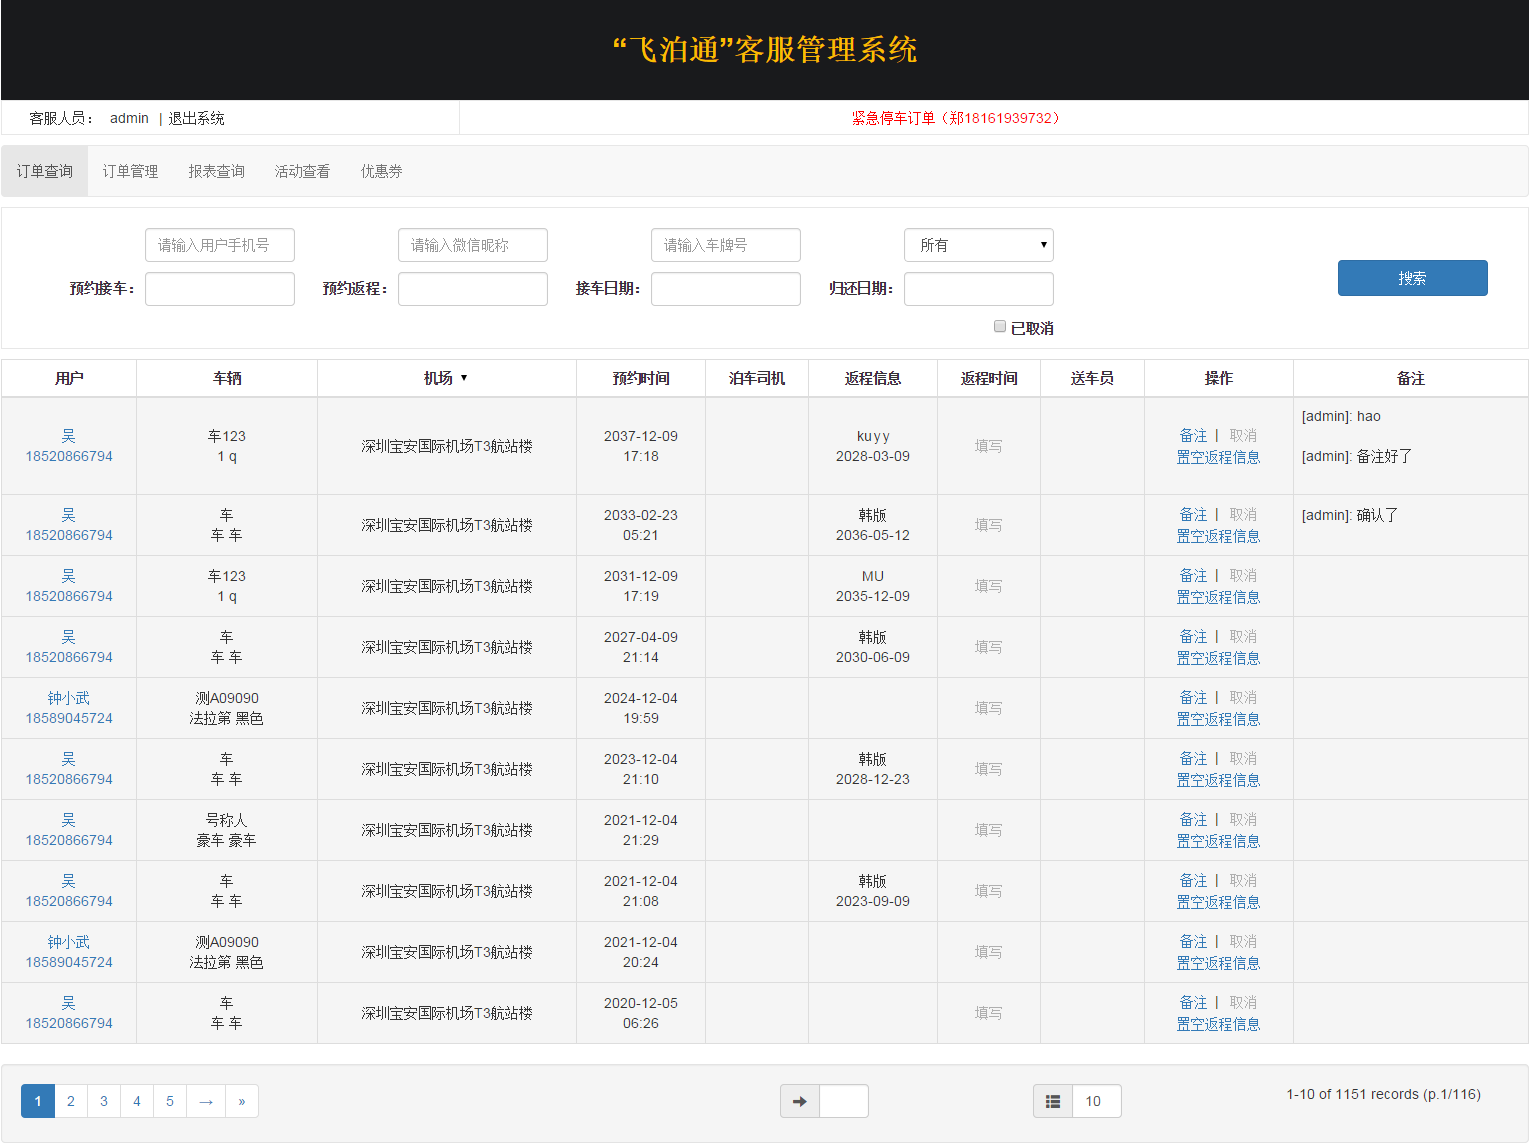 “飞泊通”客服管理系统
客服人员： admin | 退出系统
紧急停车订单（郑18161939732）
订单查询 订单管理 报表查询 活动查看 优惠券
请输入用户手机号 请输入微信昵称 请输入车牌号 所有
预约接车： 预约返程： 接车日期： 归还日期： 搜索
已取消
用户 车辆 机场 ▼ 预约时间 泊车司机 返程信息 返程时间 送车员 操作 备注
吴 车123 深圳宝安国际机场T3航站楼 2037-12-09 kuyy 填写 备注 | 取消 [admin]: hao
18520866794 1 q 17:18 2028-03-09 置空返程信息 [admin]: 备注好了
吴 车 深圳宝安国际机场T3航站楼 2033-02-23 韩版 填写 备注 | 取消 [admin]: 确认了
18520866794 车 车 05:21 2036-05-12 置空返程信息
吴 车123 深圳宝安国际机场T3航站楼 2031-12-09 MU 填写 备注 | 取消
18520866794 1 q 17:19 2035-12-09 置空返程信息
吴 车 深圳宝安国际机场T3航站楼 2027-04-09 韩版 填写 备注 | 取消
18520866794 车 车 21:14 2030-06-09 置空返程信息
钟小武 测A09090 深圳宝安国际机场T3航站楼 2024-12-04 填写 备注 | 取消
18589045724 法拉第 黑色 19:59 置空返程信息
吴 车 深圳宝安国际机场T3航站楼 2023-12-04 韩版 填写 备注 | 取消
18520866794 车 车 21:10 2028-12-23 置空返程信息
吴 号称人 深圳宝安国际机场T3航站楼 2021-12-04 填写 备注 | 取消
18520866794 豪车 豪车 21:29 置空返程信息
吴 车 深圳宝安国际机场T3航站楼 2021-12-04 韩版 填写 备注 | 取消
18520866794 车 车 21:08 2023-09-09 置空返程信息
钟小武 测A09090 深圳宝安国际机场T3航站楼 2021-12-04 填写 备注 | 取消
18589045724 法拉第 黑色 20:24 置空返程信息
吴 车 深圳宝安国际机场T3航站楼 2020-12-05 填写 备注 | 取消
18520866794 车 车 06:26 置空返程信息
1 2 3 4 5 → » 10 1-10 of 1151 records (p.1/116)